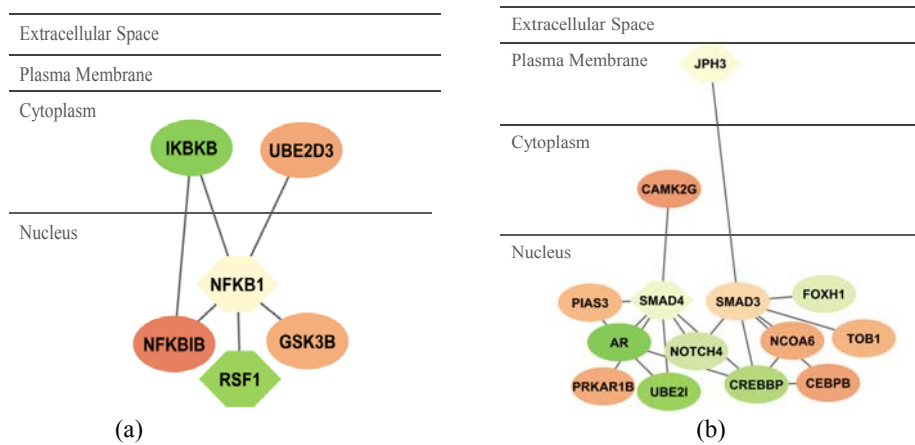 Extracellular Space
Plasma Membrane
Cytoplasm
IKBKB
UBE2D3
Nucleus
NFKB1
NFKBIB
GSK3B
RSF1
(a)
Extracellular Space
Plasma Membrane
JPH3
Cytoplasm
CAMK2G
Nucleus
PIAS3
SMAD4
SMAD3
FOXH1
AR
NOTCH4
NCOA6
TOB1
PRKAR1B
UBE2I
CREBBP
CEBPB
(b)